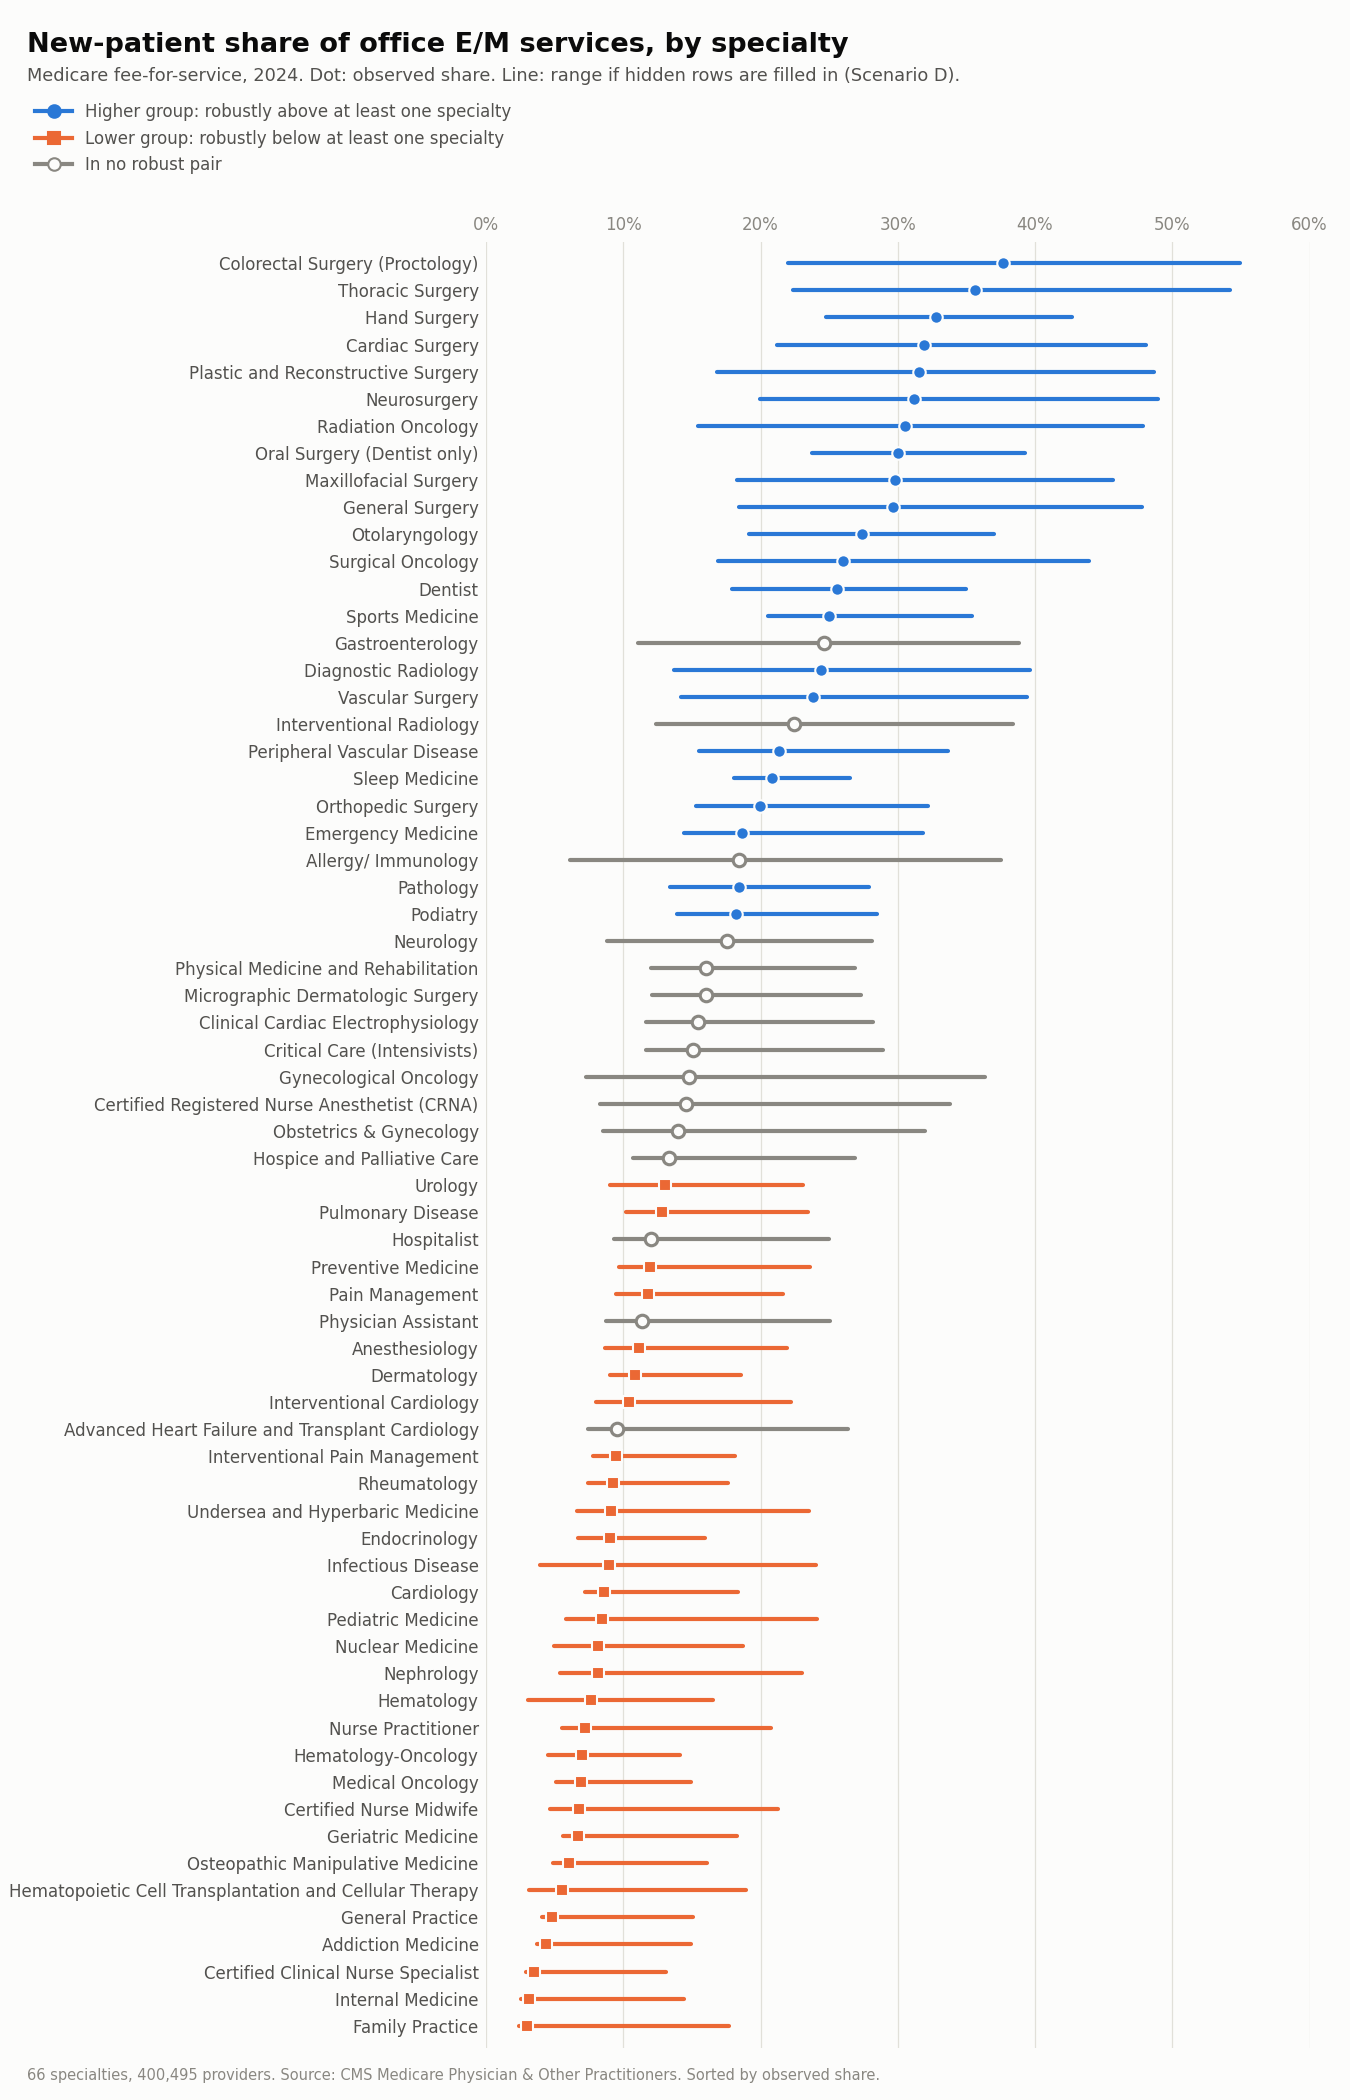 New-patient share of office E/M services, by specialty
Medicare fee-for-service, 2024. Dot: observed share. Line: range if hidden rows are filled in (Scenario D).
Higher group: robustly above at least one specialty
Lower group: robustly below at least one specialty
In no robust pair
0% 10% 20% 30% 40% 50% 60%
Colorectal Surgery (Proctology)
Thoracic Surgery
Hand Surgery
Cardiac Surgery
Plastic and Reconstructive Surgery
Neurosurgery
Radiation Oncology
Oral Surgery (Dentist only)
Maxillofacial Surgery
General Surgery
Otolaryngology
Surgical Oncology
Dentist
Sports Medicine
Gastroenterology
Diagnostic Radiology
Vascular Surgery
Interventional Radiology
Peripheral Vascular Disease
Sleep Medicine
Orthopedic Surgery
Emergency Medicine
Allergy/ Immunology
Pathology
Podiatry
Neurology
Physical Medicine and Rehabilitation
Micrographic Dermatologic Surgery
Clinical Cardiac Electrophysiology
Critical Care (Intensivists)
Gynecological Oncology
Certified Registered Nurse Anesthetist (CRNA)
Obstetrics & Gynecology
Hospice and Palliative Care
Urology
Pulmonary Disease
Hospitalist
Preventive Medicine
Pain Management
Physician Assistant
Anesthesiology
Dermatology
Interventional Cardiology
Advanced Heart Failure and Transplant Cardiology
Interventional Pain Management
Rheumatology
Undersea and Hyperbaric Medicine
Endocrinology
Infectious Disease
Cardiology
Pediatric Medicine
Nuclear Medicine
Nephrology
Hematology
Nurse Practitioner
Hematology-Oncology
Medical Oncology
Certified Nurse Midwife
Geriatric Medicine
Osteopathic Manipulative Medicine
Hematopoietic Cell Transplantation and Cellular Therapy
General Practice
Addiction Medicine
Certified Clinical Nurse Specialist
Internal Medicine
Family Practice
66 specialties, 400,495 providers. Source: CMS Medicare Physician & Other Practitioners. Sorted by observed share.